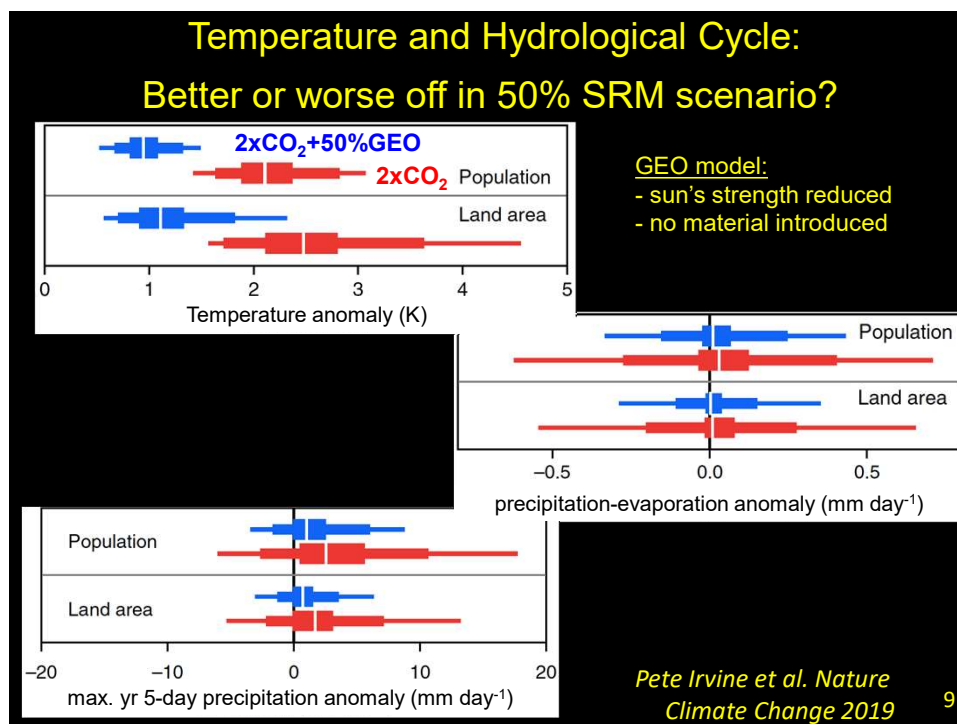 Temperature and Hydrological Cycle:
Better or worse off in 50% SRM scenario?
2xCO₂+50%GEO
2xCO₂
Population
Land area
0 1 2 3 4 5
Temperature anomaly (K)
GEO model:
- sun's strength reduced
- no material introduced
Population
Land area
−0.5 0.0 0.5
precipitation-evaporation anomaly (mm day⁻¹)
Population
Land area
−20 −10 0 10 20
max. yr 5-day precipitation anomaly (mm day⁻¹)
Pete Irvine et al. Nature
Climate Change 2019
9